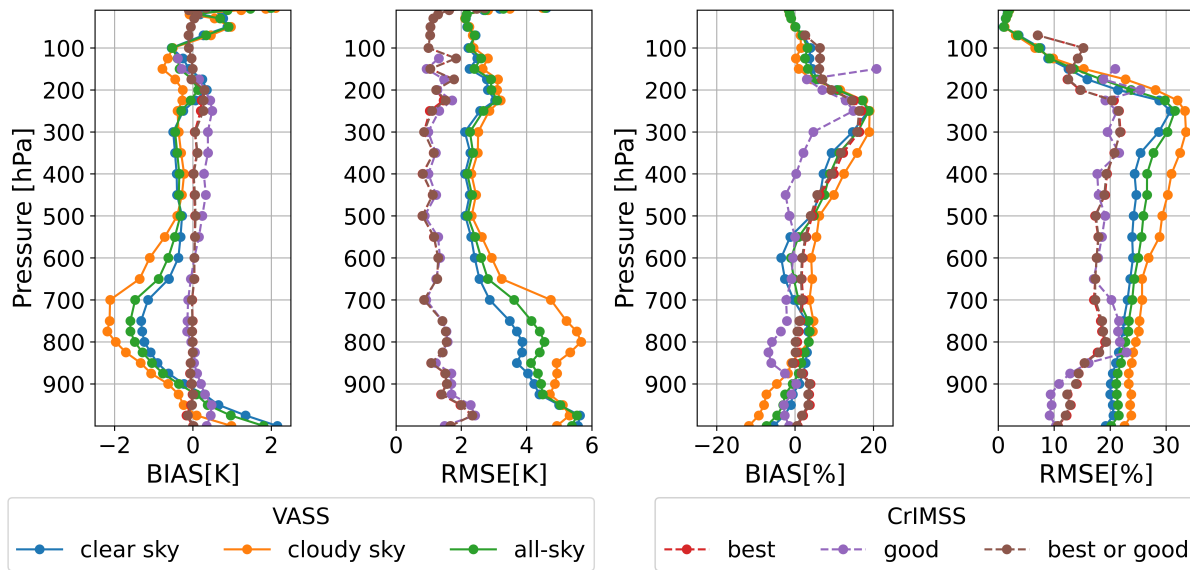 Pressure [hPa]
100
200
300
400
500
600
700
800
900
−2 0 2
BIAS[K]
0 2 4 6
RMSE[K]
Pressure [hPa]
100
200
300
400
500
600
700
800
900
−20 0 20
BIAS[%]
0 10 20 30
RMSE[%]
VASS
clear sky cloudy sky all-sky
CrIMSS
best good best or good